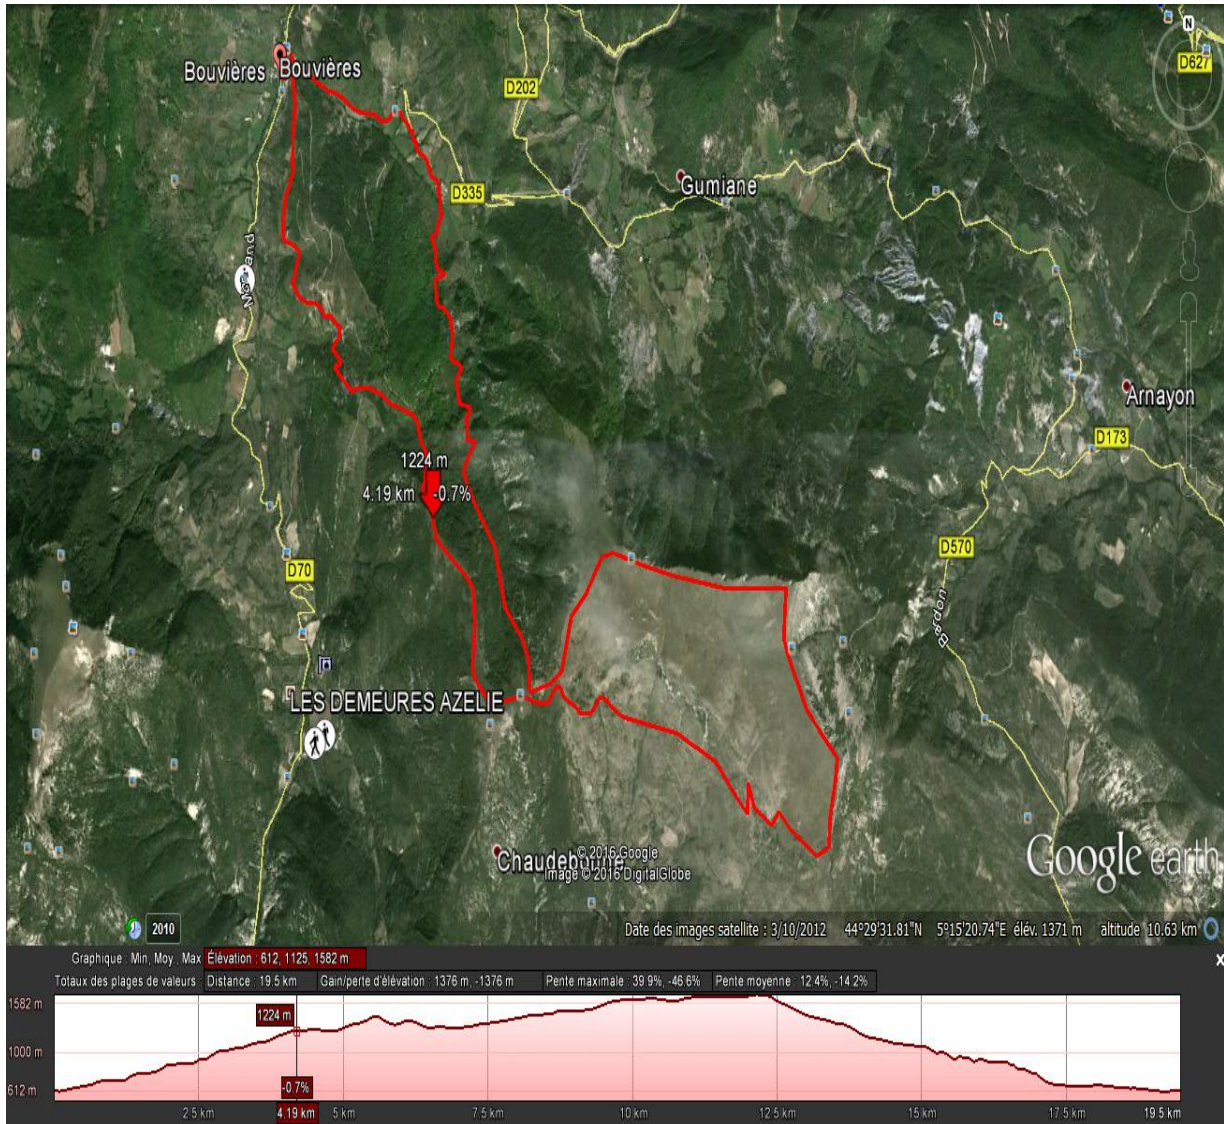 N
D627
Bouvières Bouvières
D202
Gumiane
D335
Arnayon
D173
1224 m
4.19 km -0.7%
D570
D70
LES DEMEURES AZELIE
Chaudebonne
© 2016 Google
Image © 2016 DigitalGlobe
Google earth
2010
Date des images satellite : 3/10/2012 44°29'31.81"N 5°15'20.74"E élév. 1371 m altitude 10.63 km
Graphique : Min, Moy., Max Élévation : 612, 1125, 1582 m
x
Totaux des plages de valeurs : Distance : 19.5 km Gain/perte d'élévation : 1376 m, -1376 m Pente maximale : 39.9%, -46.6% Pente moyenne : 12.4%, -14.2%
1582 m
1224 m
1000 m
-0.7%
612 m
2.5 km 4.19 km 5 km 7.5 km 10 km 12.5 km 15 km 17.5 km 19.5 km